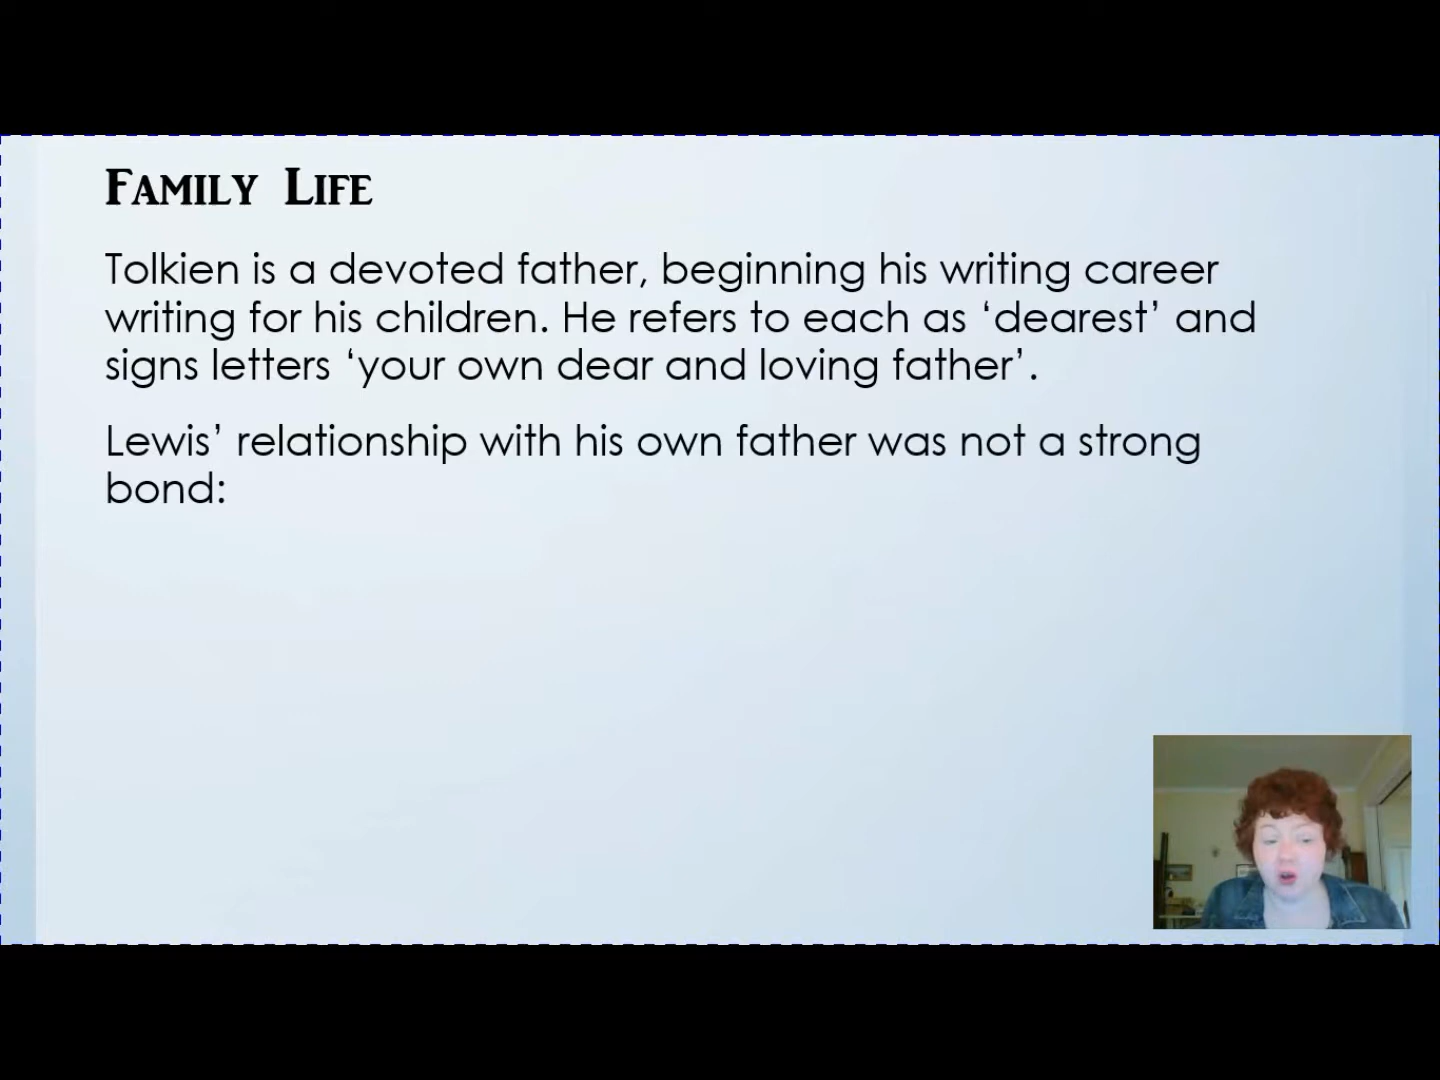 Family Life
Tolkien is a devoted father, beginning his writing career
writing for his children. He refers to each as ‘dearest’ and
signs letters ‘your own dear and loving father’.
Lewis’ relationship with his own father was not a strong
bond: